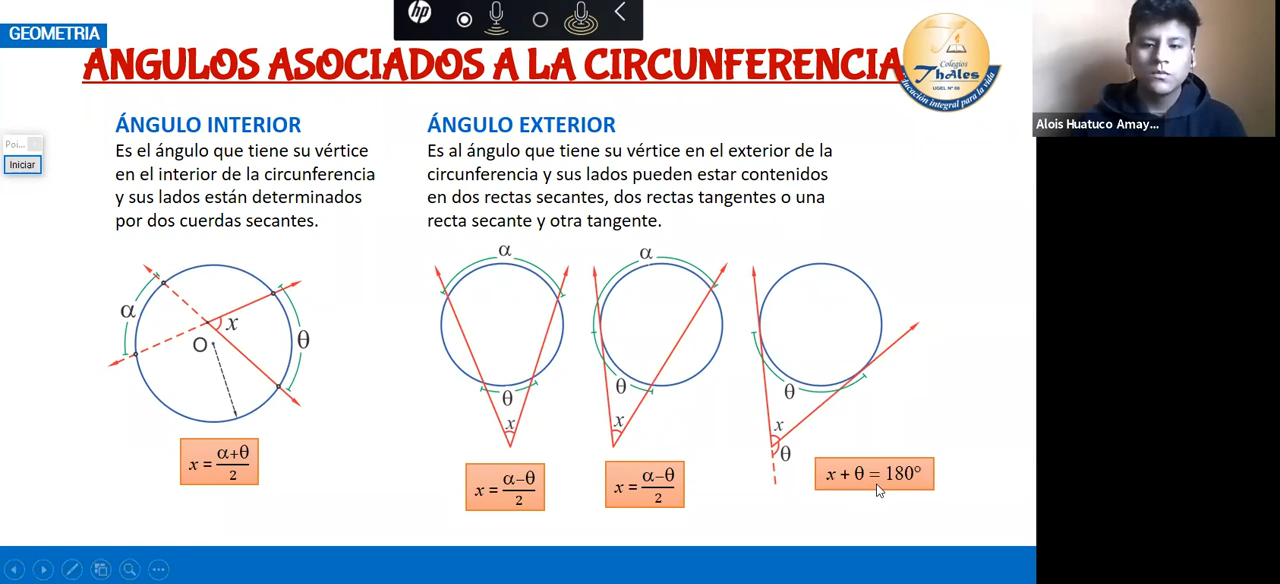 GEOMETRIA
hp
ÁNGULOS ASOCIADOS A LA CIRCUNFERENCIA
Colegios
Thales
UGEL Nº 06
Educación integral para la vida
Alois Huatuco Amay...
Poi...
Iniciar
ÁNGULO INTERIOR
Es el ángulo que tiene su vértice
en el interior de la circunferencia
y sus lados están determinados
por dos cuerdas secantes.
ÁNGULO EXTERIOR
Es al ángulo que tiene su vértice en el exterior de la
circunferencia y sus lados pueden estar contenidos
en dos rectas secantes, dos rectas tangentes o una
recta secante y otra tangente.
α
x
θ
O
x = α+θ/2
α
θ
x
x = α−θ/2
α
θ
x
x = α−θ/2
θ
x
θ
x + θ = 180°